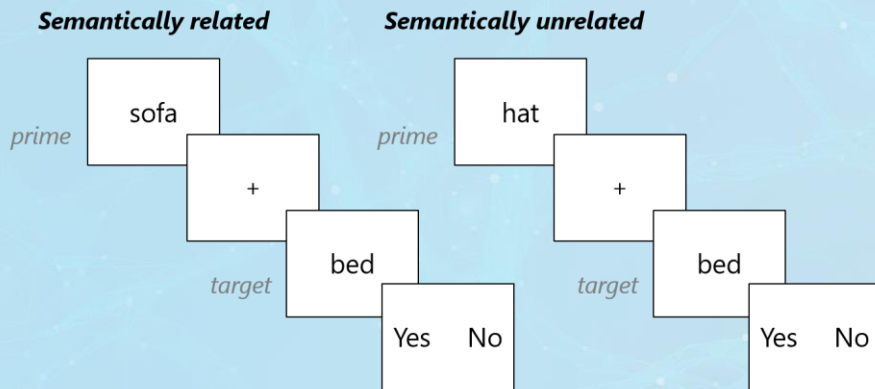 Semantically related
Semantically unrelated
sofa
prime
+
bed
target
Yes No
hat
prime
+
bed
target
Yes No